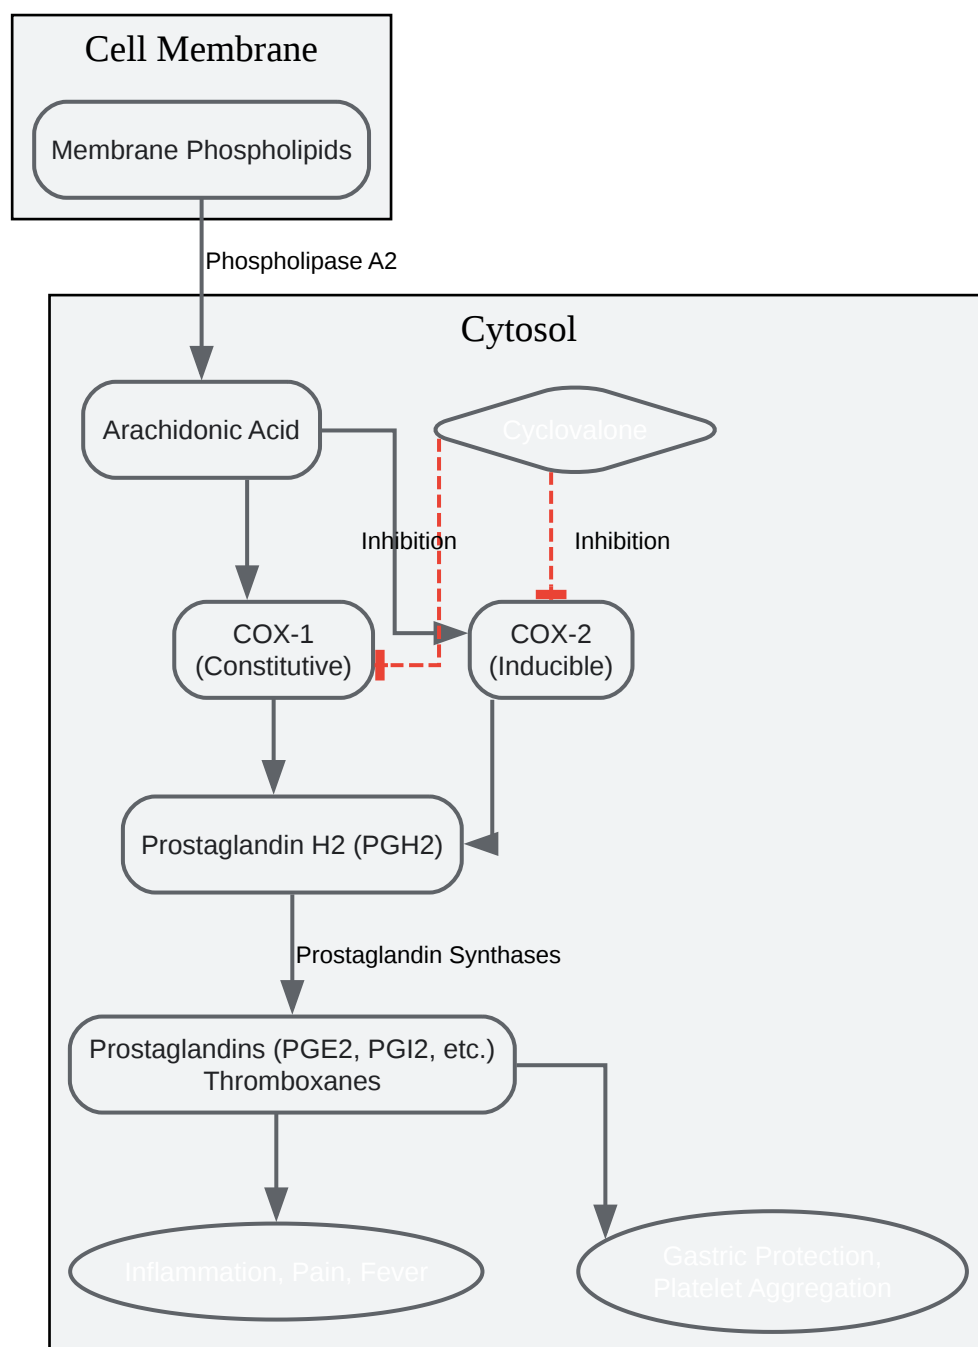 Cell Membrane
Membrane Phospholipids
Phospholipase A2
Cytosol
Arachidonic Acid
Cyclovalone
Inhibition
Inhibition
COX-1
(Constitutive)
COX-2
(Inducible)
Prostaglandin H2 (PGH2)
Prostaglandin Synthases
Prostaglandins (PGE2, PGI2, etc.)
Thromboxanes
Inflammation, Pain, Fever
Gastric Protection,
Platelet Aggregation